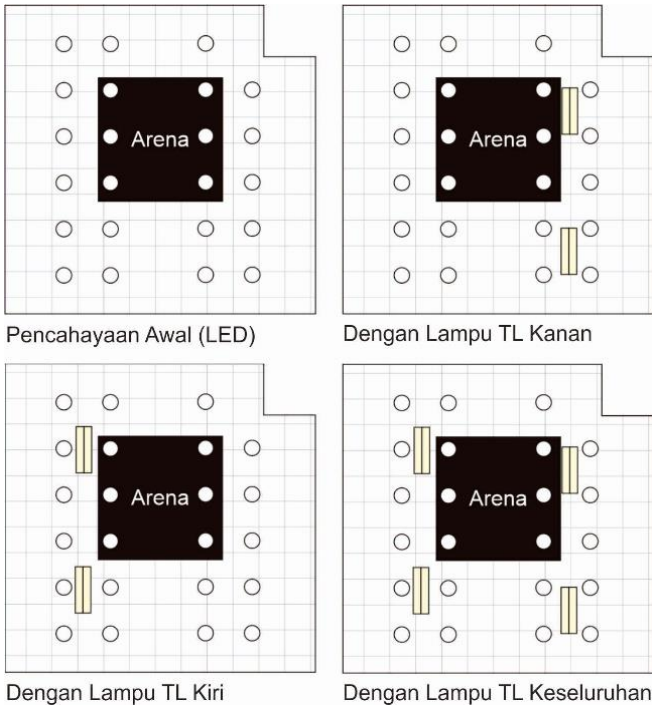 Arena
Arena
Pencahayaan Awal (LED)
Dengan Lampu TL Kanan
Arena
Arena
Dengan Lampu TL Kiri
Dengan Lampu TL Keseluruhan